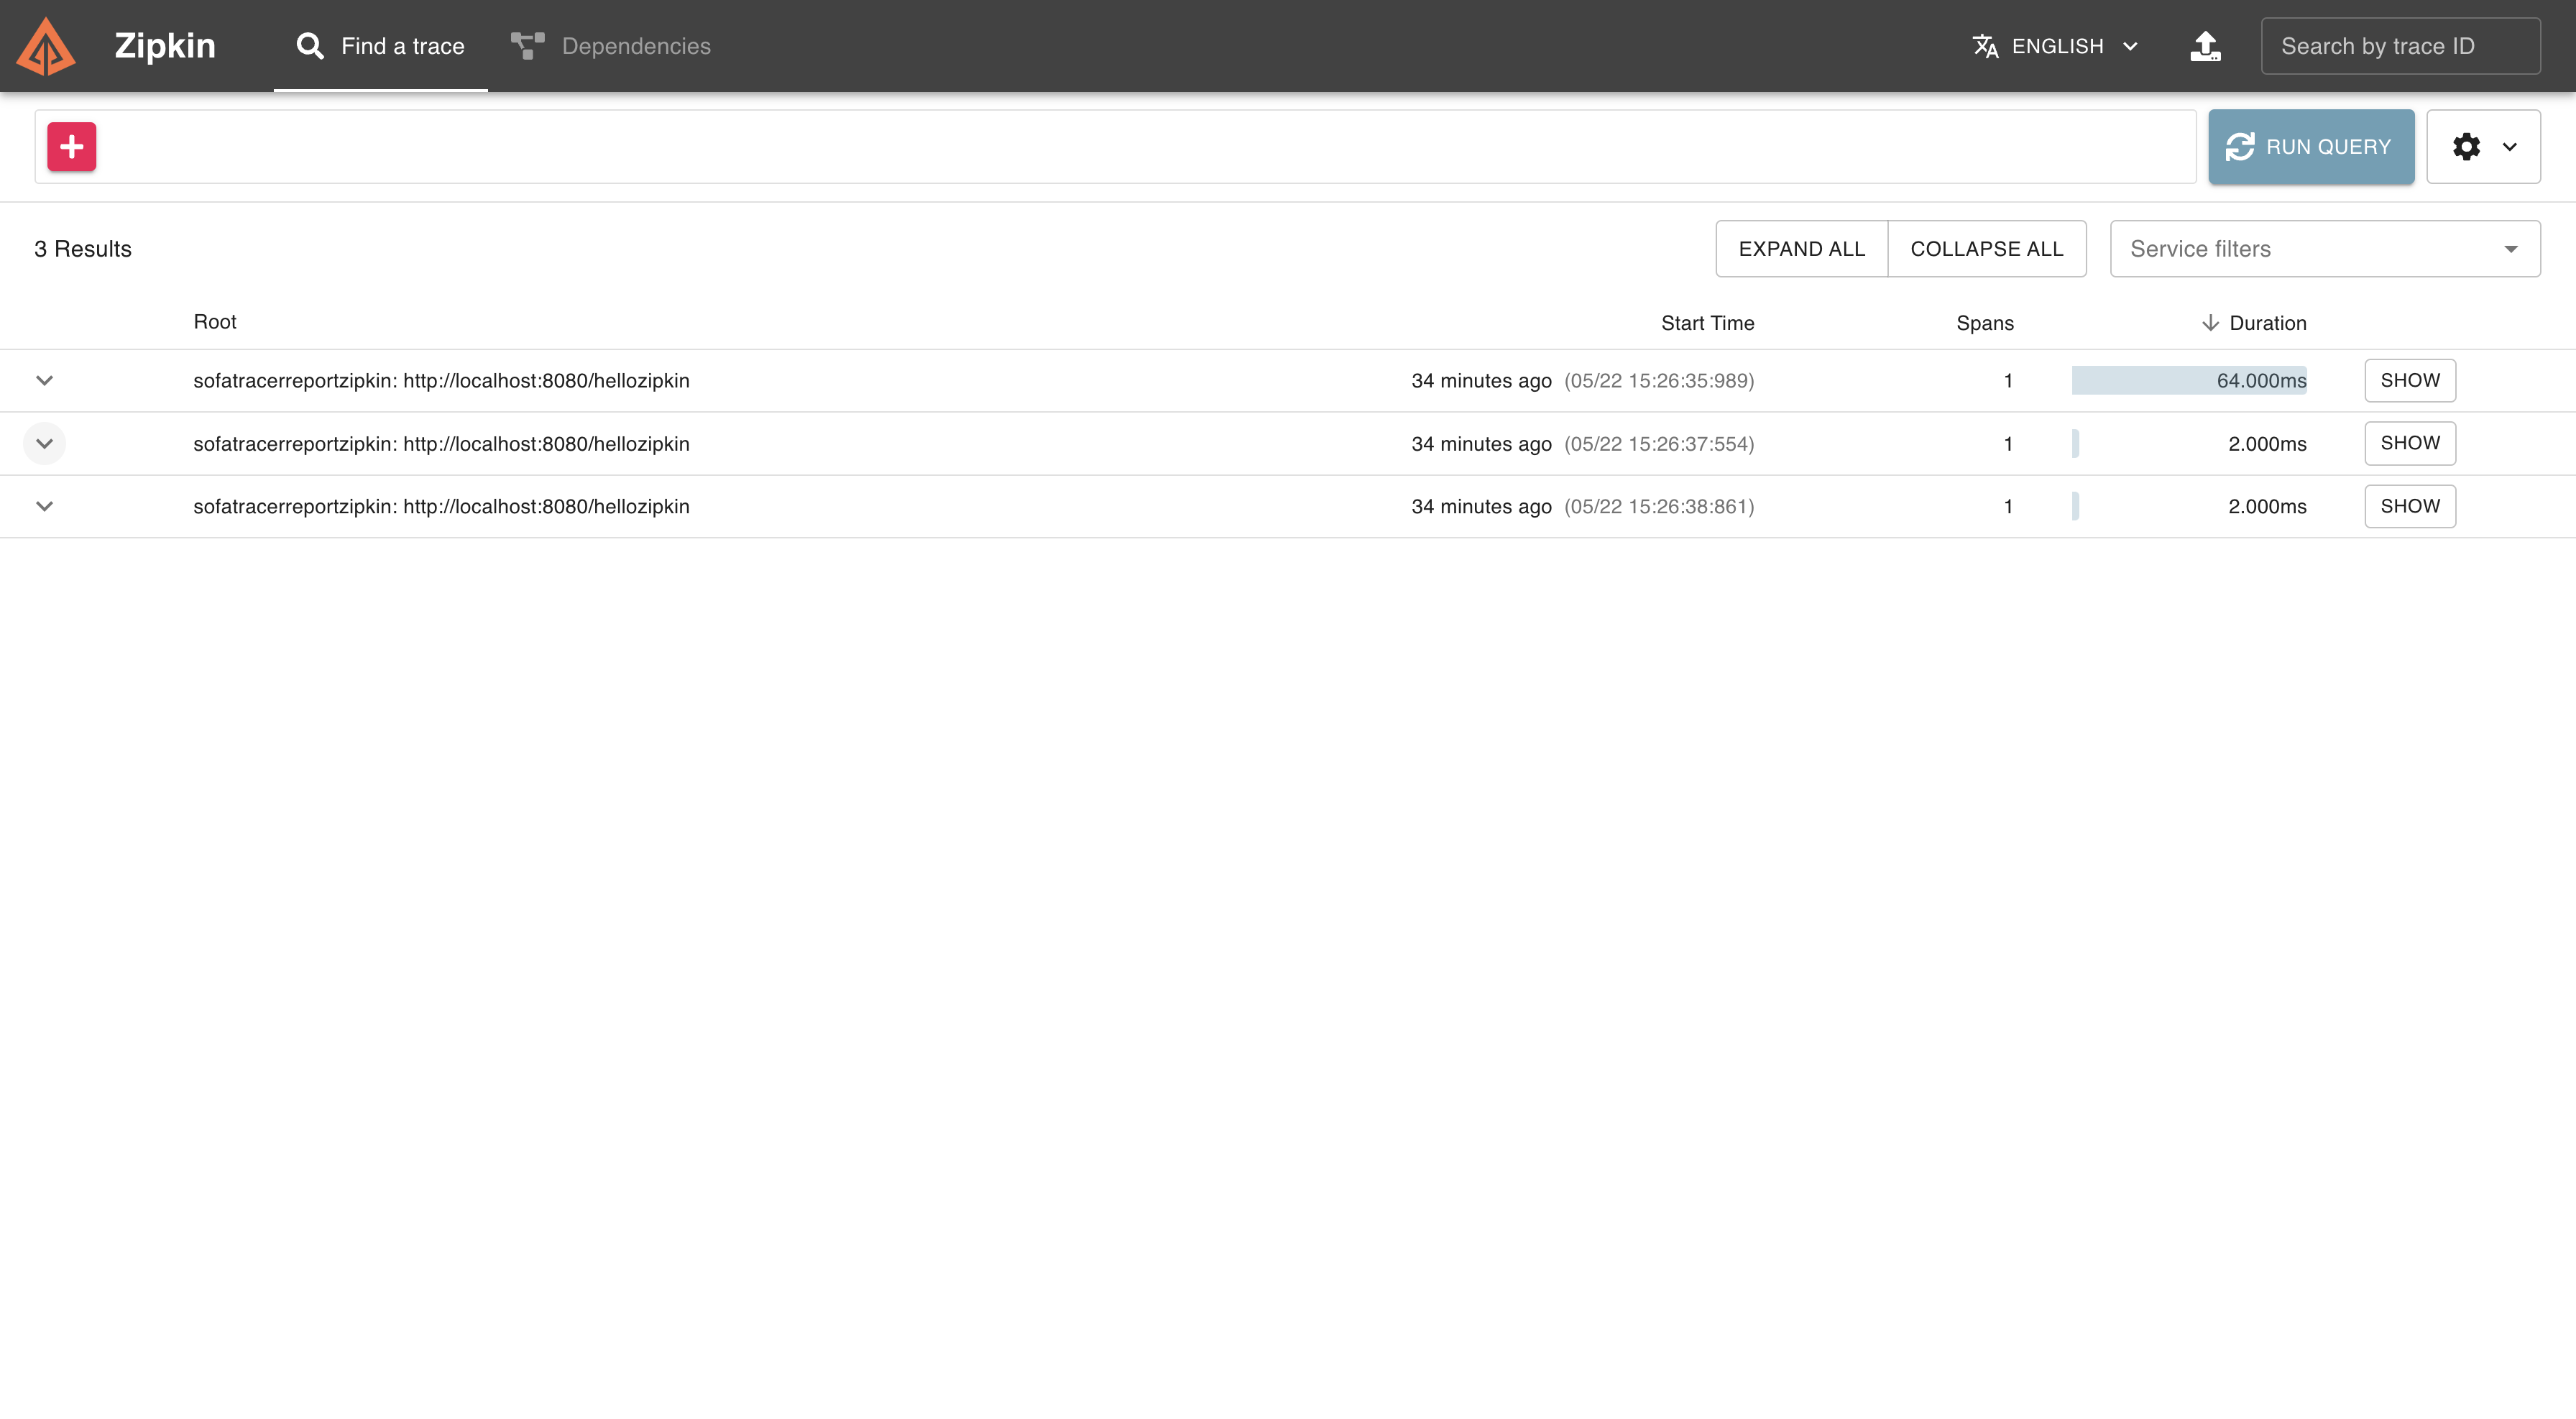 Zipkin Find a trace Dependencies ENGLISH Search by trace ID
RUN QUERY
3 Results EXPAND ALL COLLAPSE ALL Service filters
Root Start Time Spans Duration
sofatracerreportzipkin: http://localhost:8080/hellozipkin 34 minutes ago (05/22 15:26:35:989) 1 64.000ms SHOW
sofatracerreportzipkin: http://localhost:8080/hellozipkin 34 minutes ago (05/22 15:26:37:554) 1 2.000ms SHOW
sofatracerreportzipkin: http://localhost:8080/hellozipkin 34 minutes ago (05/22 15:26:38:861) 1 2.000ms SHOW